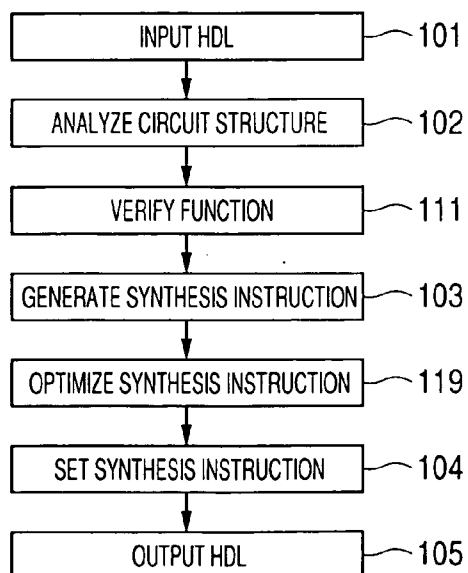 INPUT HDL 101
ANALYZE CIRCUIT STRUCTURE 102
VERIFY FUNCTION 111
GENERATE SYNTHESIS INSTRUCTION 103
OPTIMIZE SYNTHESIS INSTRUCTION 119
SET SYNTHESIS INSTRUCTION 104
OUTPUT HDL 105